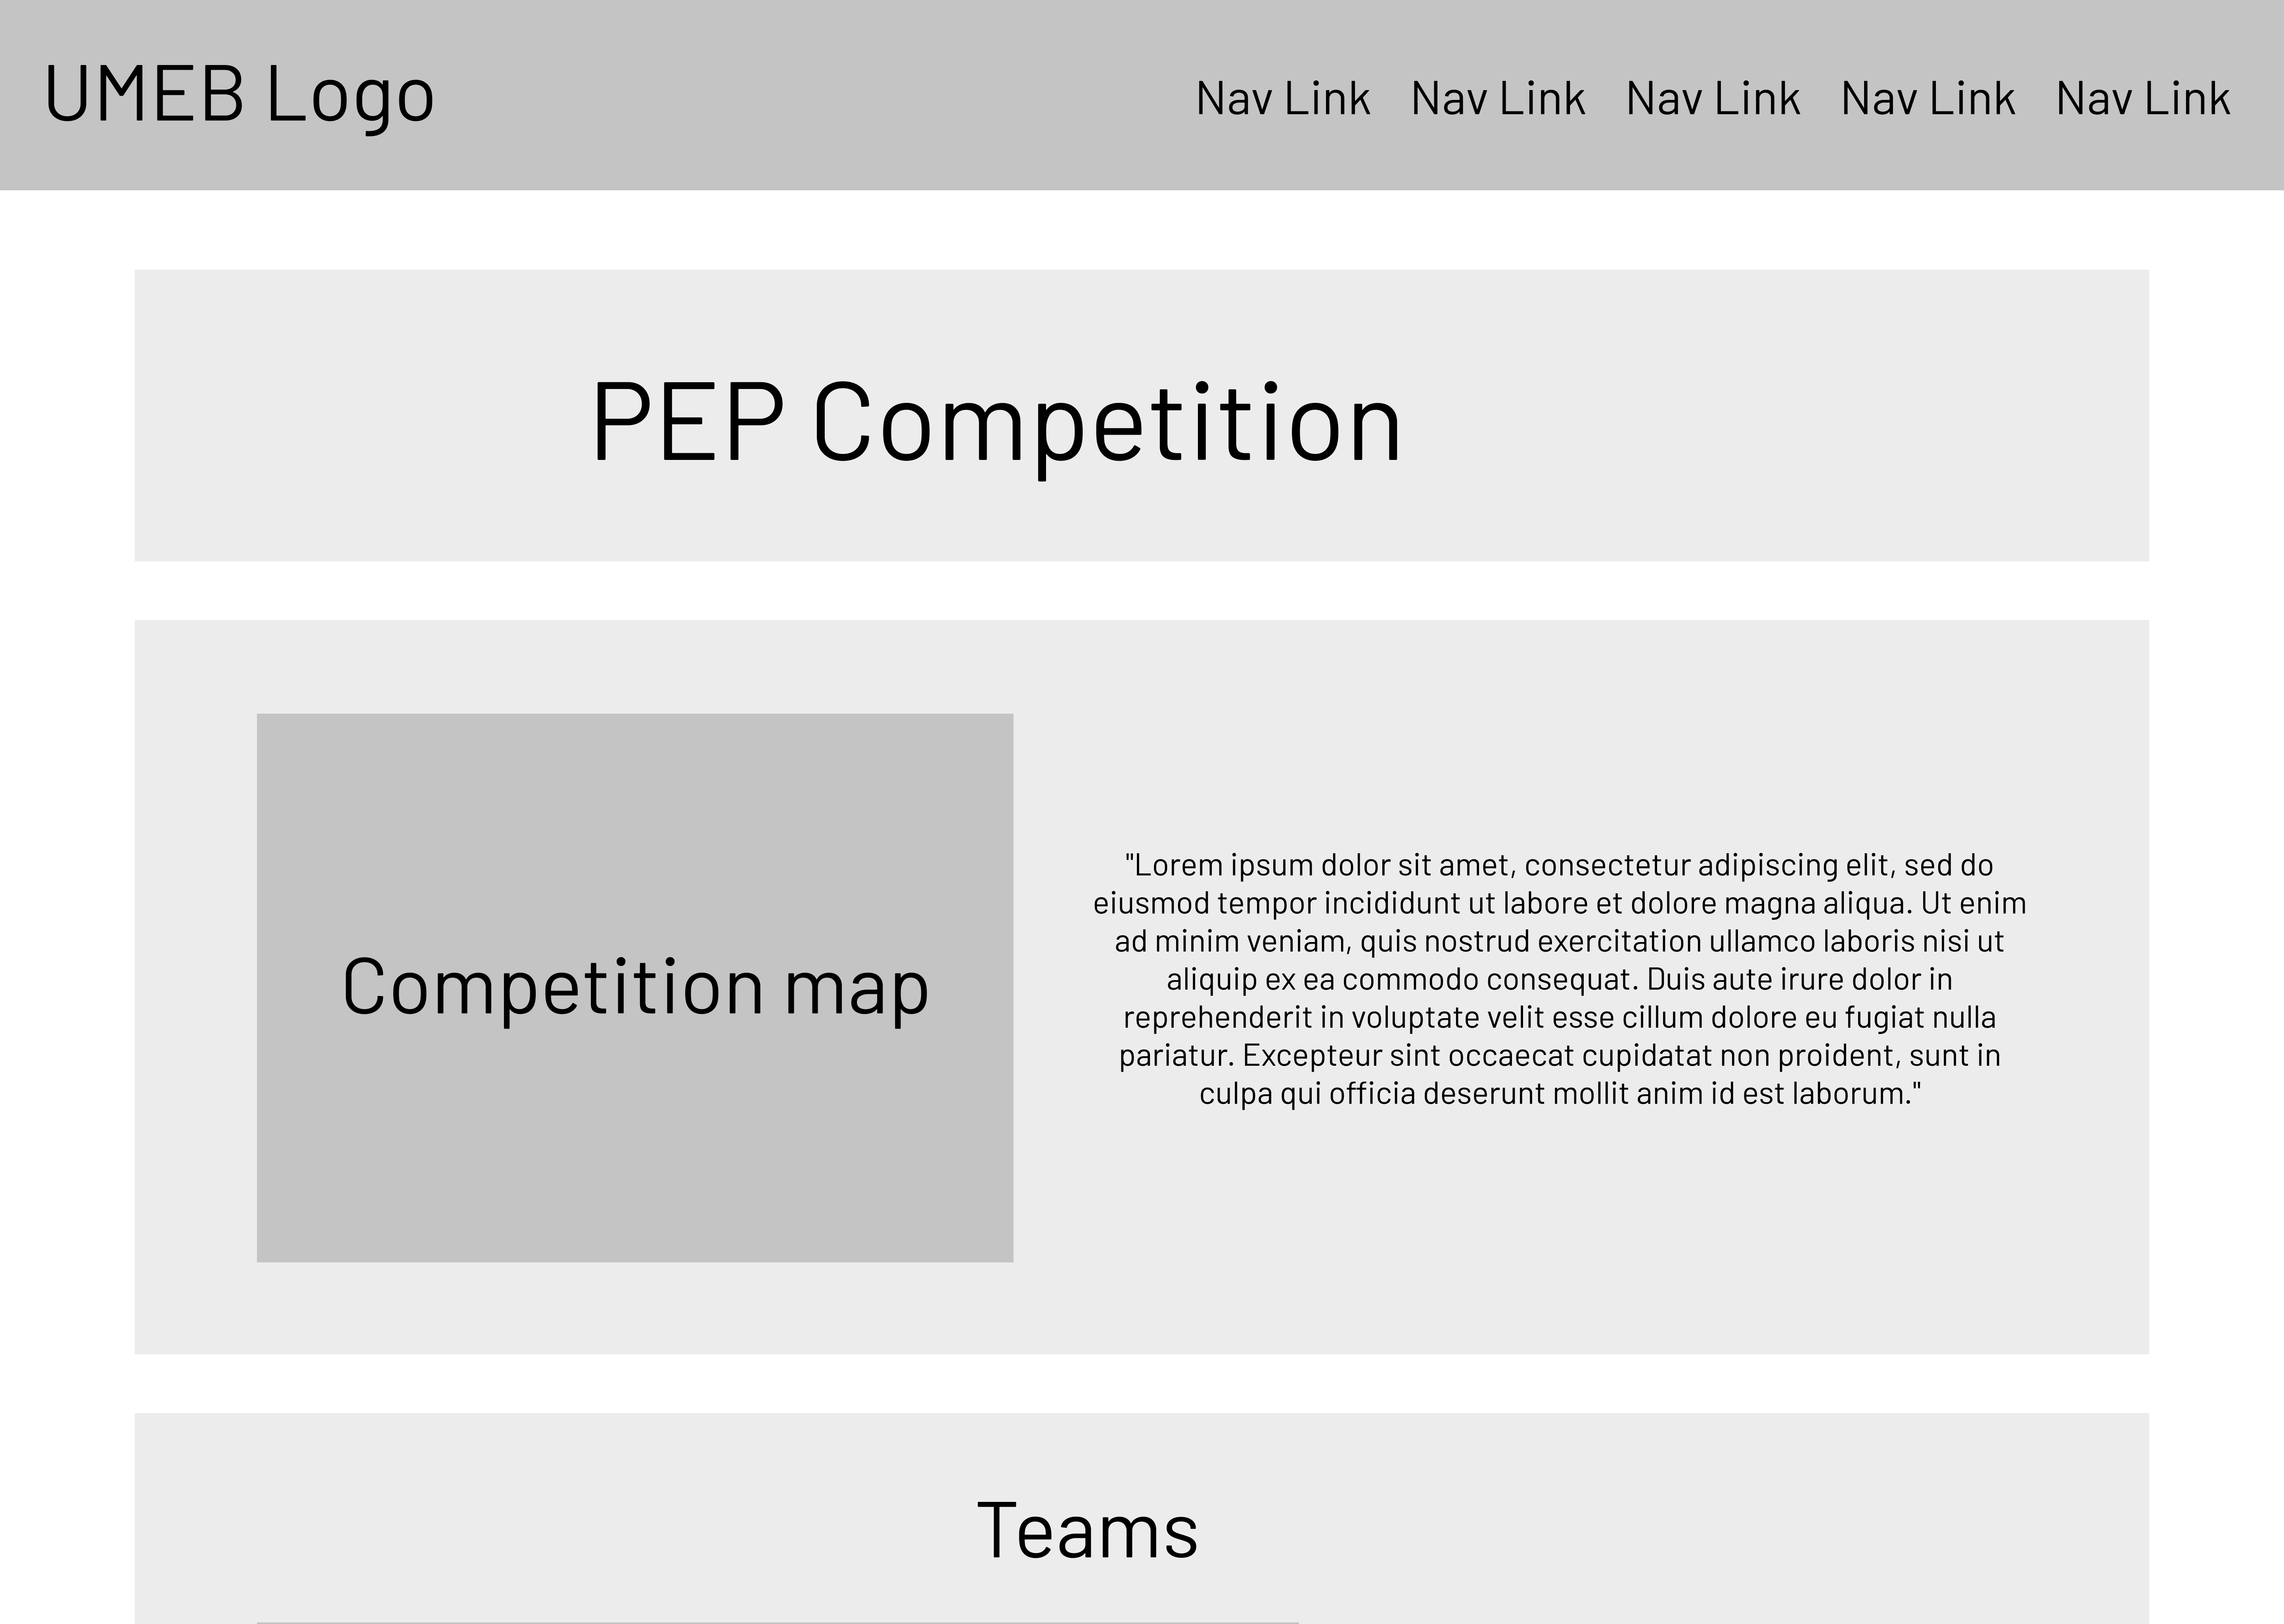 UMEB Logo
Nav Link Nav Link Nav Link Nav Link Nav Link
PEP Competition
Competition map
"Lorem ipsum dolor sit amet, consectetur adipiscing elit, sed do
eiusmod tempor incididunt ut labore et dolore magna aliqua. Ut enim
ad minim veniam, quis nostrud exercitation ullamco laboris nisi ut
aliquip ex ea commodo consequat. Duis aute irure dolor in
reprehenderit in voluptate velit esse cillum dolore eu fugiat nulla
pariatur. Excepteur sint occaecat cupidatat non proident, sunt in
culpa qui officia deserunt mollit anim id est laborum."
Teams